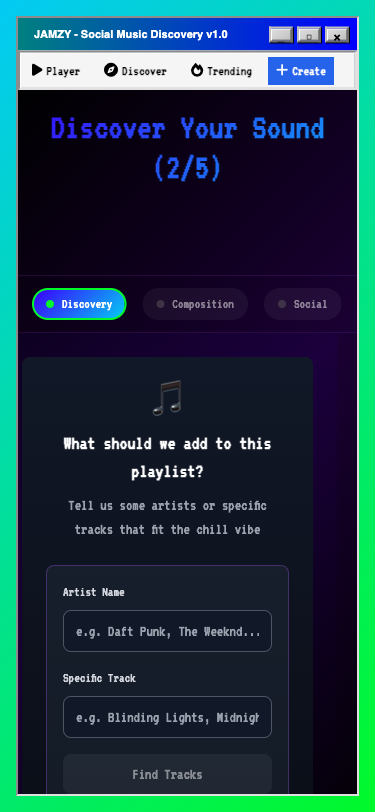 JAMZY - Social Music Discovery v1.0
Player Discover Trending + Create
Discover Your Sound
(2/5)
Discovery Composition Social
What should we add to this
playlist?
Tell us some artists or specific
tracks that fit the chill vibe
Artist Name
e.g. Daft Punk, The Weeknd...
Specific Track
e.g. Blinding Lights, Midnigh
Find Tracks